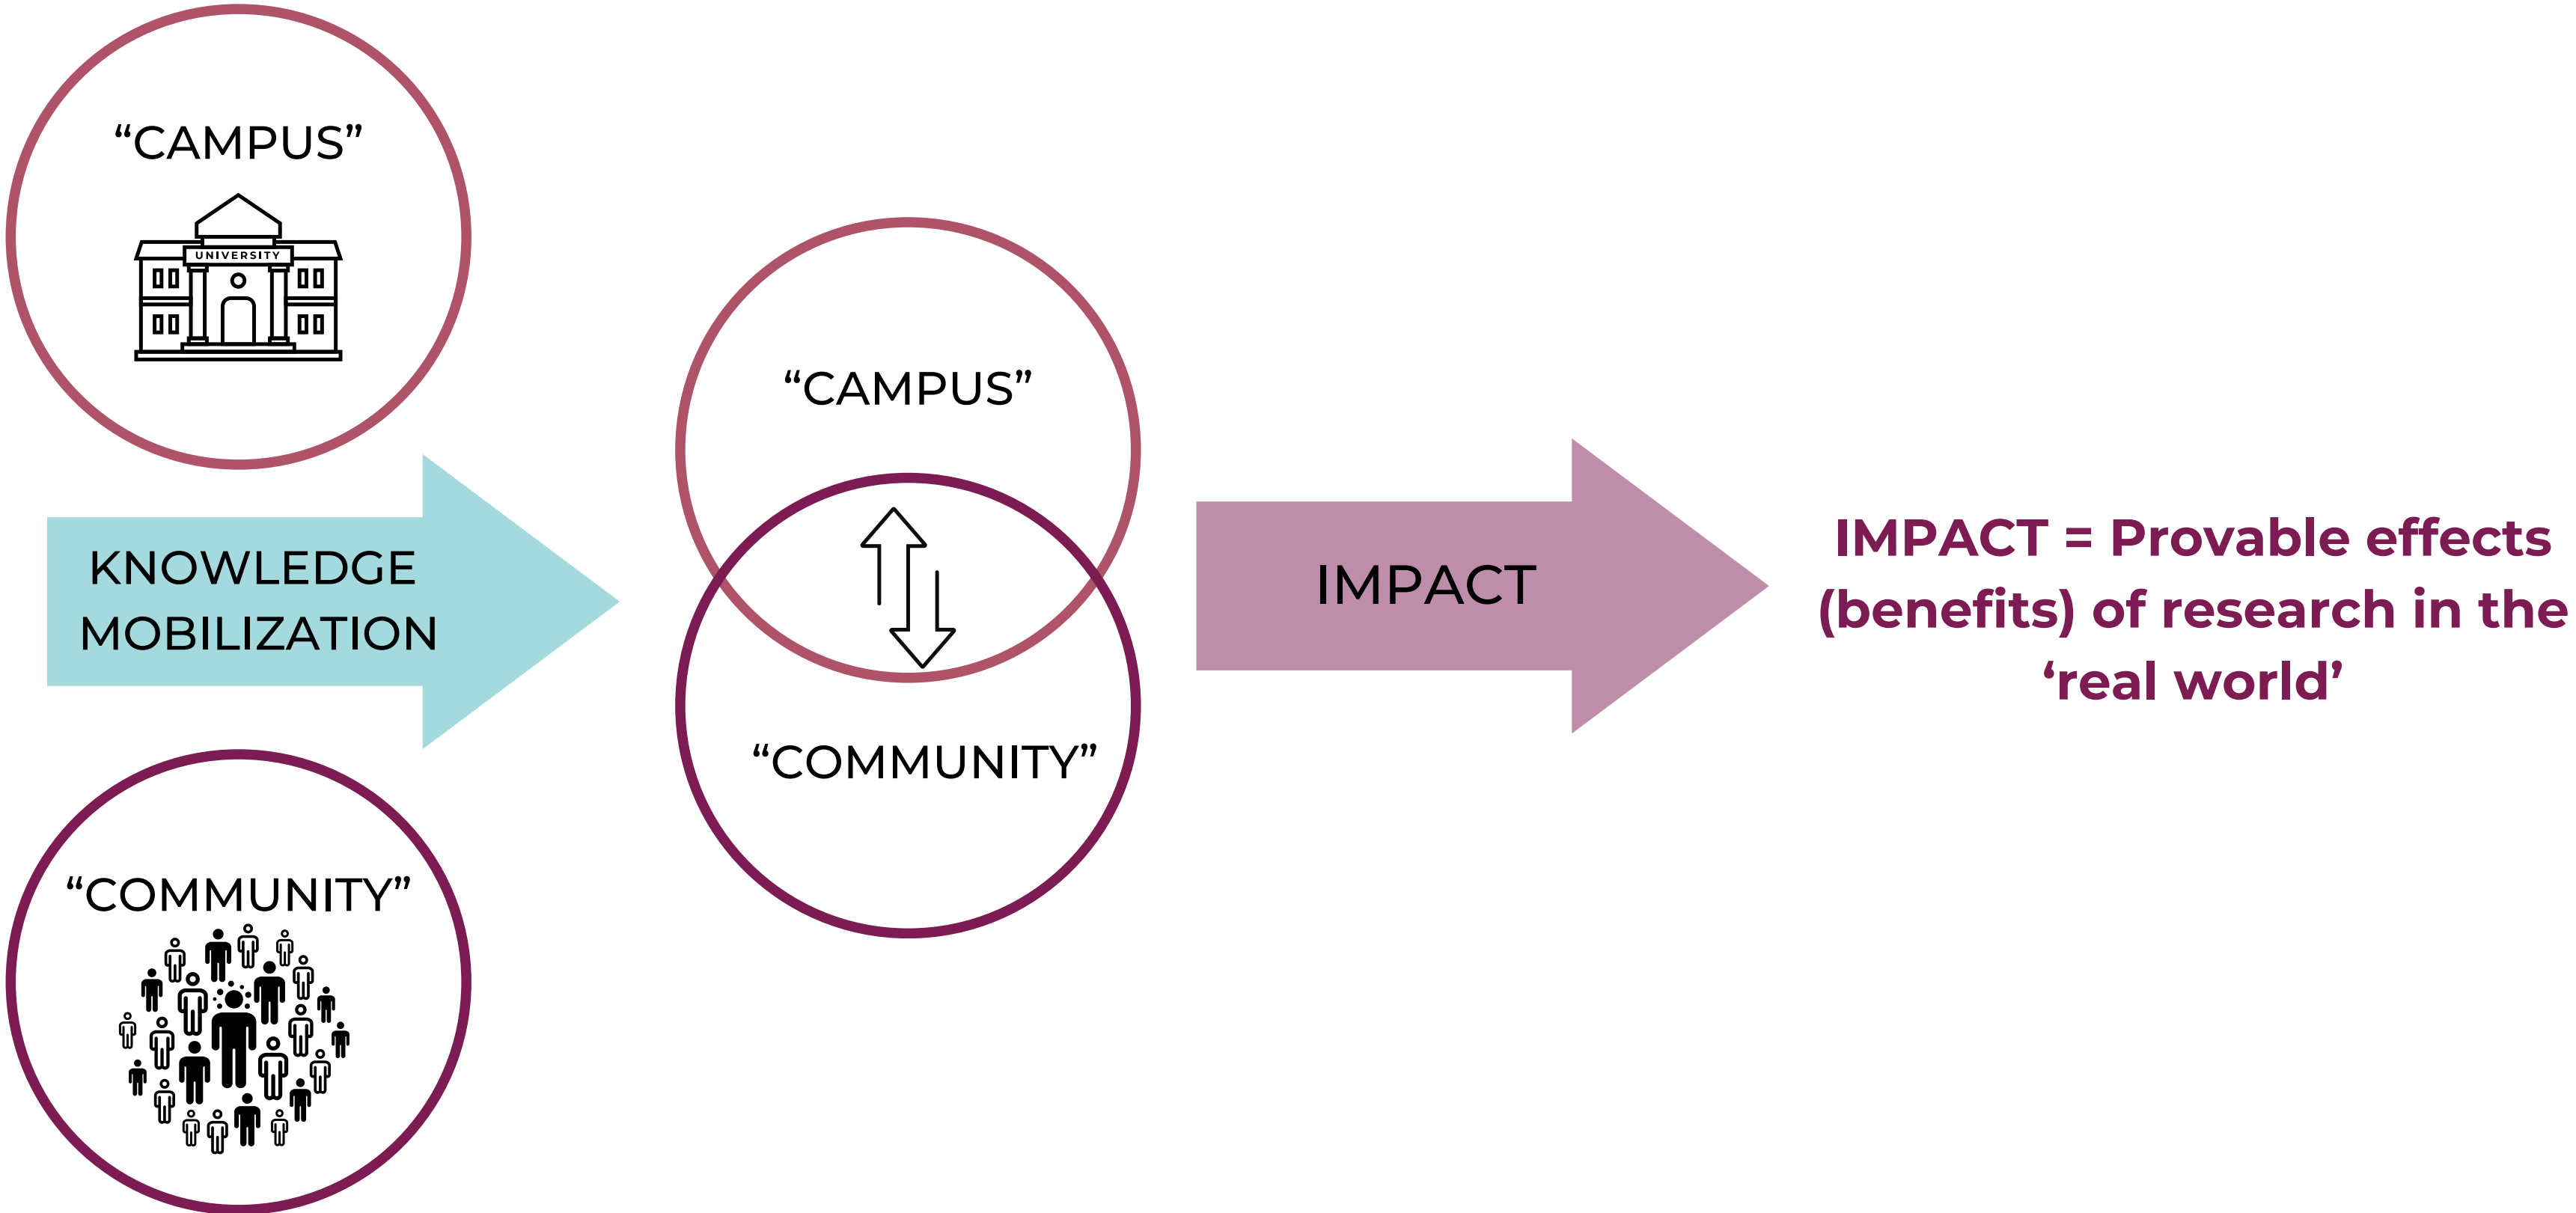 “CAMPUS”
UNIVERSITY
KNOWLEDGE
MOBILIZATION
“COMMUNITY”
“CAMPUS”
“COMMUNITY”
IMPACT
IMPACT = Provable effects
(benefits) of research in the
‘real world’